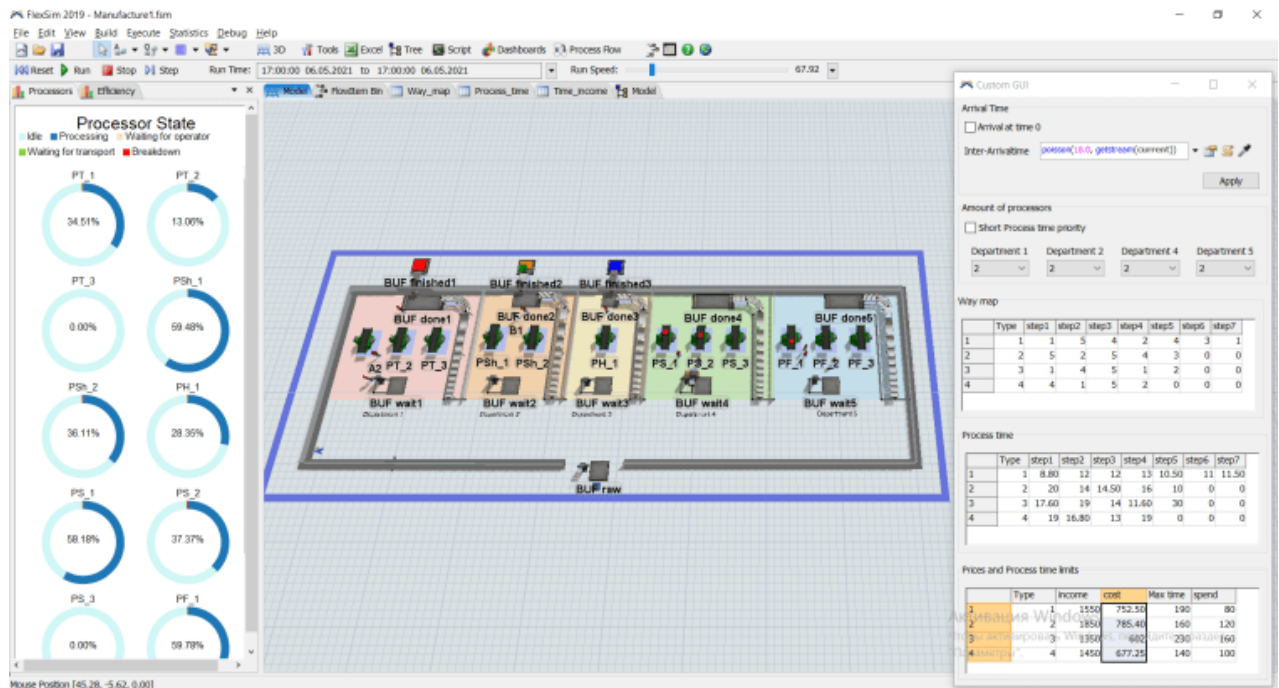 FlexSim 2019 - Manufacture1.fsm
File Edit View Build Execute Statistics Debug Help
3D Tools Excel Tree Script Dashboards Process Flow
Reset Run Stop Step Run Time: 17:00:00 06.05.2021 to 17:00:00 06.05.2021 Run Speed: 67.92
Processors Efficiency
Model FlowItem Bin Way_map Process_time Time_income Model
Processor State
Idle Processing Waiting for operator
Waiting for transport Breakdown
PT_1 PT_2
34.51% 13.06%
PT_3 PSh_1
0.00% 59.48%
PSh_2 PH_1
36.11% 28.35%
PS_1 PS_2
58.18% 37.37%
PS_3 PF_1
0.00% 59.78%
BUF finished1 BUF finished2 BUF finished3
BUF done1 BUF done2 BUF done3 BUF done4 BUF done5
B1
A2 PT_2 PT_3 PSh_1 PSh_2 PH_1 PS_1 PS_2 PS_3 PF_1 PF_2 PF_3
BUF wait1 BUF wait2 BUF wait3 BUF wait4 BUF wait5
Department 1 Department 2 Department 3 Department 4 Department 5
BUF raw
Custom GUI
Arrival Time
Arrival at time 0
Inter-Arrivaltime poisson(18.0, getstream(current))
Apply
Amount of processors
Short Process time priority
Department 1 Department 2 Department 4 Department 5
2 2 2 2
Way map
Type step1 step2 step3 step4 step5 step6 step7
1 1 1 5 4 2 4 3 1
2 2 5 2 5 4 3 0 0
3 3 1 4 5 1 2 0 0
4 4 4 1 5 2 0 0 0
Process time
Type step1 step2 step3 step4 step5 step6 step7
1 1 8.80 12 12 13 10.50 11 11.50
2 2 20 14 14.50 16 10 0 0
3 3 17.60 19 14 11.60 30 0 0
4 4 19 16.80 13 19 0 0 0
Prices and Process time limits
Type income cost Max time spend
1 1 1550 752.50 190 80
2 2 1850 785.40 160 120
3 3 1350 602 230 160
4 4 1450 677.25 140 100
Активация Windows
Чтобы активировать Windows, перейдите в раздел
"Параметры".
Mouse Position [45.28, -5.62, 0.00]